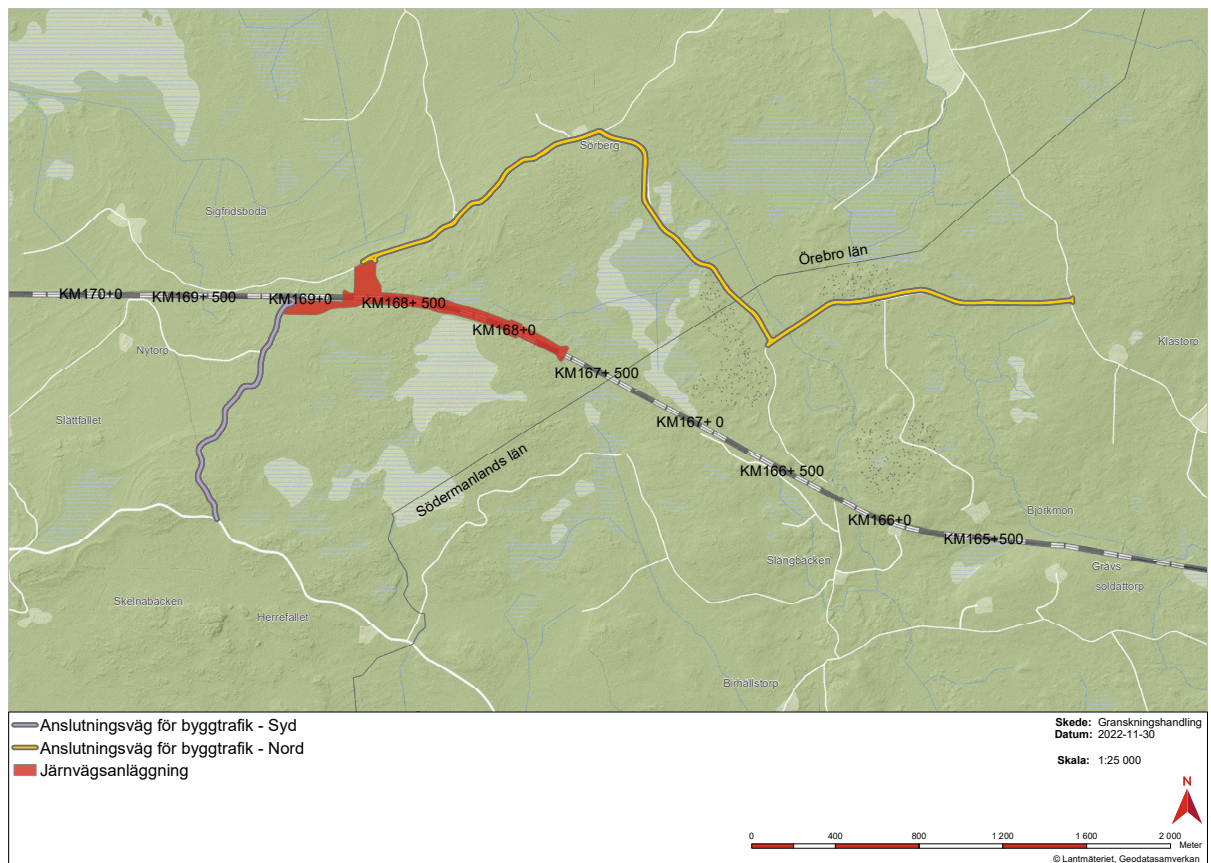 Sörberg
Sigfridsboda
Örebro län
KM170+0
KM169+ 500
KM169+0
KM168+ 500
KM168+0
Klastorp
Nytorp
KM167+ 500
Slättfallet
KM167+ 0
Södermanlands län
KM166+ 500
Björkmon
KM166+0
KM165+500
Slängbäcken
Grävs
soldattorp
Skelnabäcken
Herrefallet
Birhällstorp
Anslutningsväg för byggtrafik - Syd
Anslutningsväg för byggtrafik - Nord
Järnvägsanläggning
Skede: Granskningshandling
Datum: 2022-11-30
Skala: 1:25 000
N
0 400 800 1 200 1 600 2 000
Meter
© Lantmäteriet, Geodatasamverkan